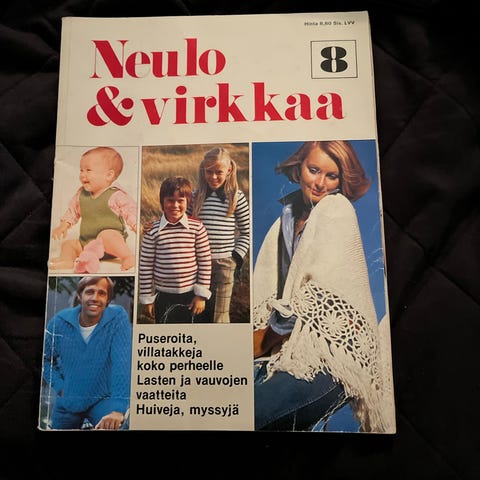 Hinta 8,80 Sis. LVV
Neulo
8
& virkkaa
Puseroita,
villatakkeja
koko perheelle
Lasten ja vauvojen
vaatteita
Huiveja, myssyjä